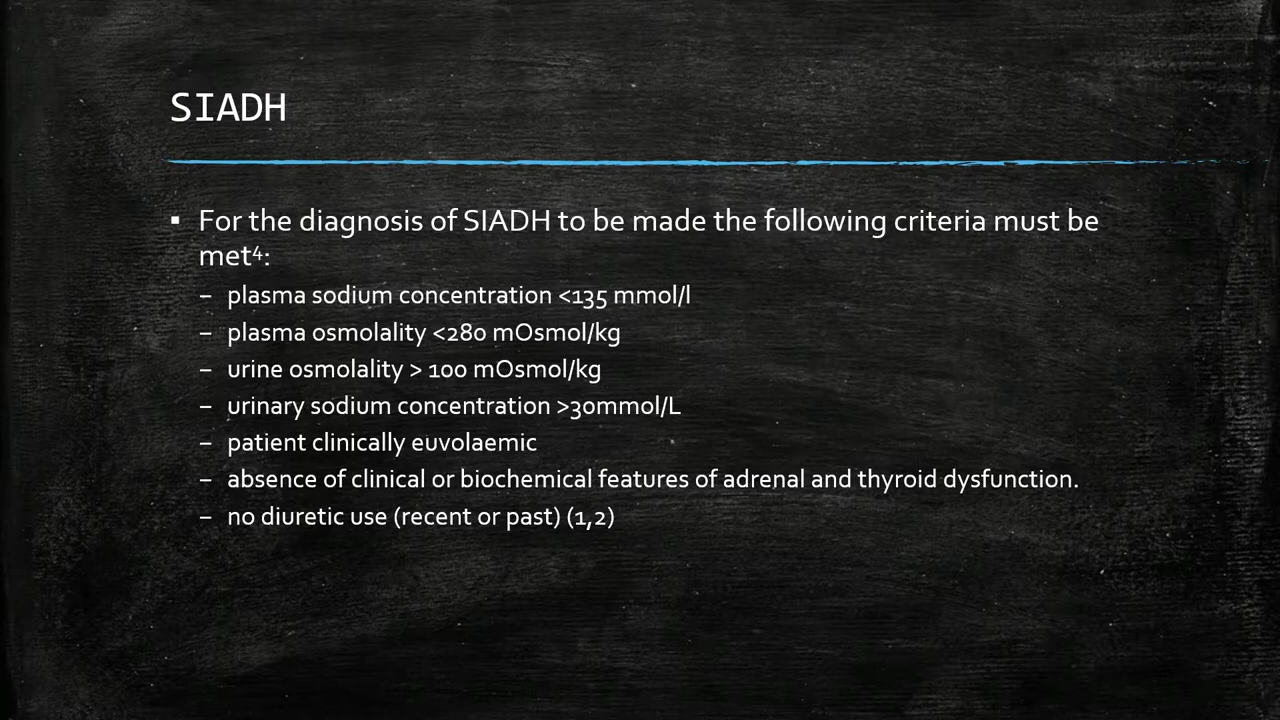 SIADH
▪ For the diagnosis of SIADH to be made the following criteria must be
met⁴:
– plasma sodium concentration <135 mmol/l
– plasma osmolality <280 mOsmol/kg
– urine osmolality > 100 mOsmol/kg
– urinary sodium concentration >30mmol/L
– patient clinically euvolaemic
– absence of clinical or biochemical features of adrenal and thyroid dysfunction.
– no diuretic use (recent or past) (1,2)